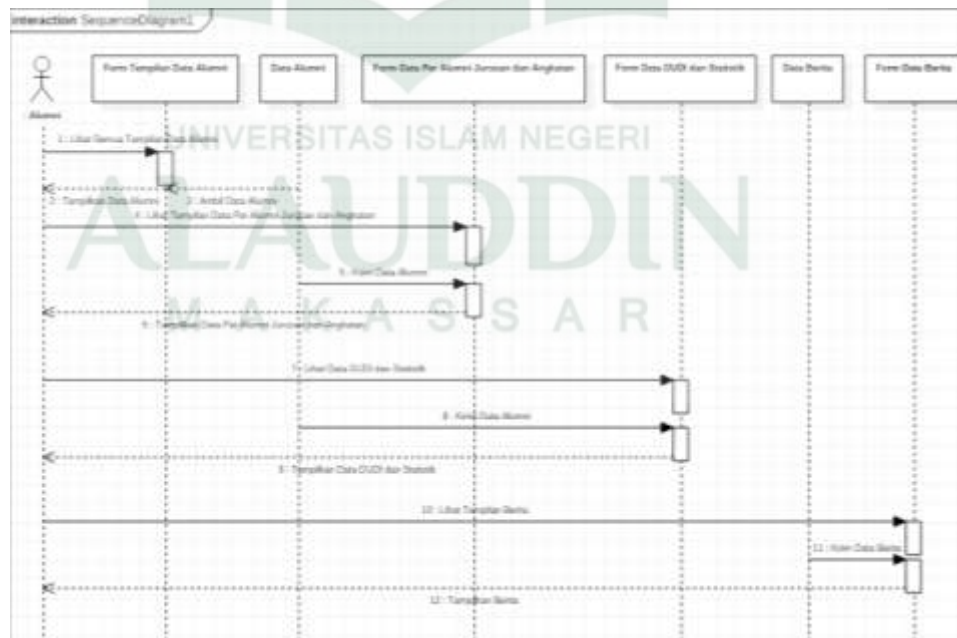 interaction SequenceDiagram1
Form Tampilan Data Alumni
Data Alumni
Form Data Per Alumni Jurusan dan Angkatan
Form Data DUDI dan Statistik
Data Berita
Form Data Berita
Alumni
1 : Lihat Semua Tampilan Data Alumni
UNIVERSITAS ISLAM NEGERI
3 : Tampilkan Data Alumni
2 : Ambil Data Alumni
4 : Lihat Tampilan Data Per Alumni Jurusan dan Angkatan
ALAUDDIN
5 : Kirim Data Alumni
MAKASSAR
6 : Tampilkan Data Per Alumni Jurusan dan Angkatan
7 : Lihat Data DUDI dan Statistik
8 : Kirim Data Alumni
9 : Tampilkan Data DUDI dan Statistik
10 : Lihat Tampilan Berita
11 : Kirim Data Berita
12 : Tampilkan Berita